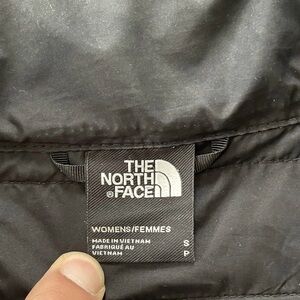 THE
NORTH
®FACE
WOMENS/FEMMES
MADE IN VIETNAM
FABRIQUÉ AU
VIETNAM
S
P